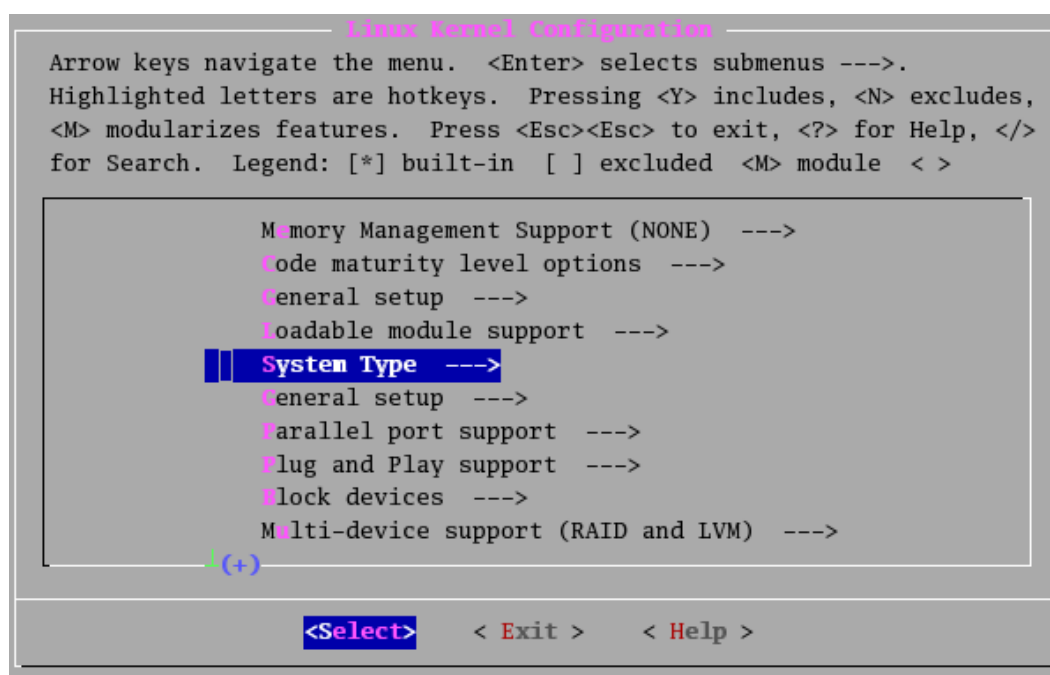 Linux Kernel Configuration
Arrow keys navigate the menu.  <Enter> selects submenus --->.
Highlighted letters are hotkeys.  Pressing <Y> includes, <N> excludes,
<M> modularizes features.  Press <Esc><Esc> to exit, <?> for Help, </>
for Search.  Legend: [*] built-in  [ ] excluded  <M> module  < >
Memory Management Support (NONE)  --->
Code maturity level options  --->
General setup  --->
Loadable module support  --->
System Type  --->
General setup  --->
Parallel port support  --->
Plug and Play support  --->
Block devices  --->
Multi-device support (RAID and LVM)  --->
(+)
<Select>    < Exit >    < Help >